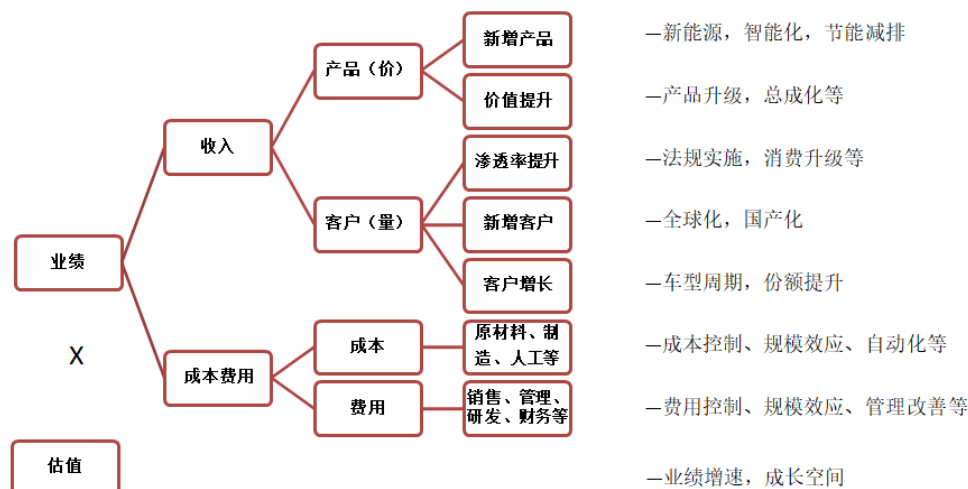 新增产品
—新能源，智能化，节能减排
产品（价）
价值提升
—产品升级，总成化等
收入
渗透率提升
—法规实施，消费升级等
客户（量）
新增客户
—全球化，国产化
业绩
客户增长
—车型周期，份额提升
X
成本费用
成本
原材料、制
造、人工等
—成本控制、规模效应、自动化等
费用
销售、管理、
研发、财务等
—费用控制、规模效应、管理改善等
估值
—业绩增速，成长空间